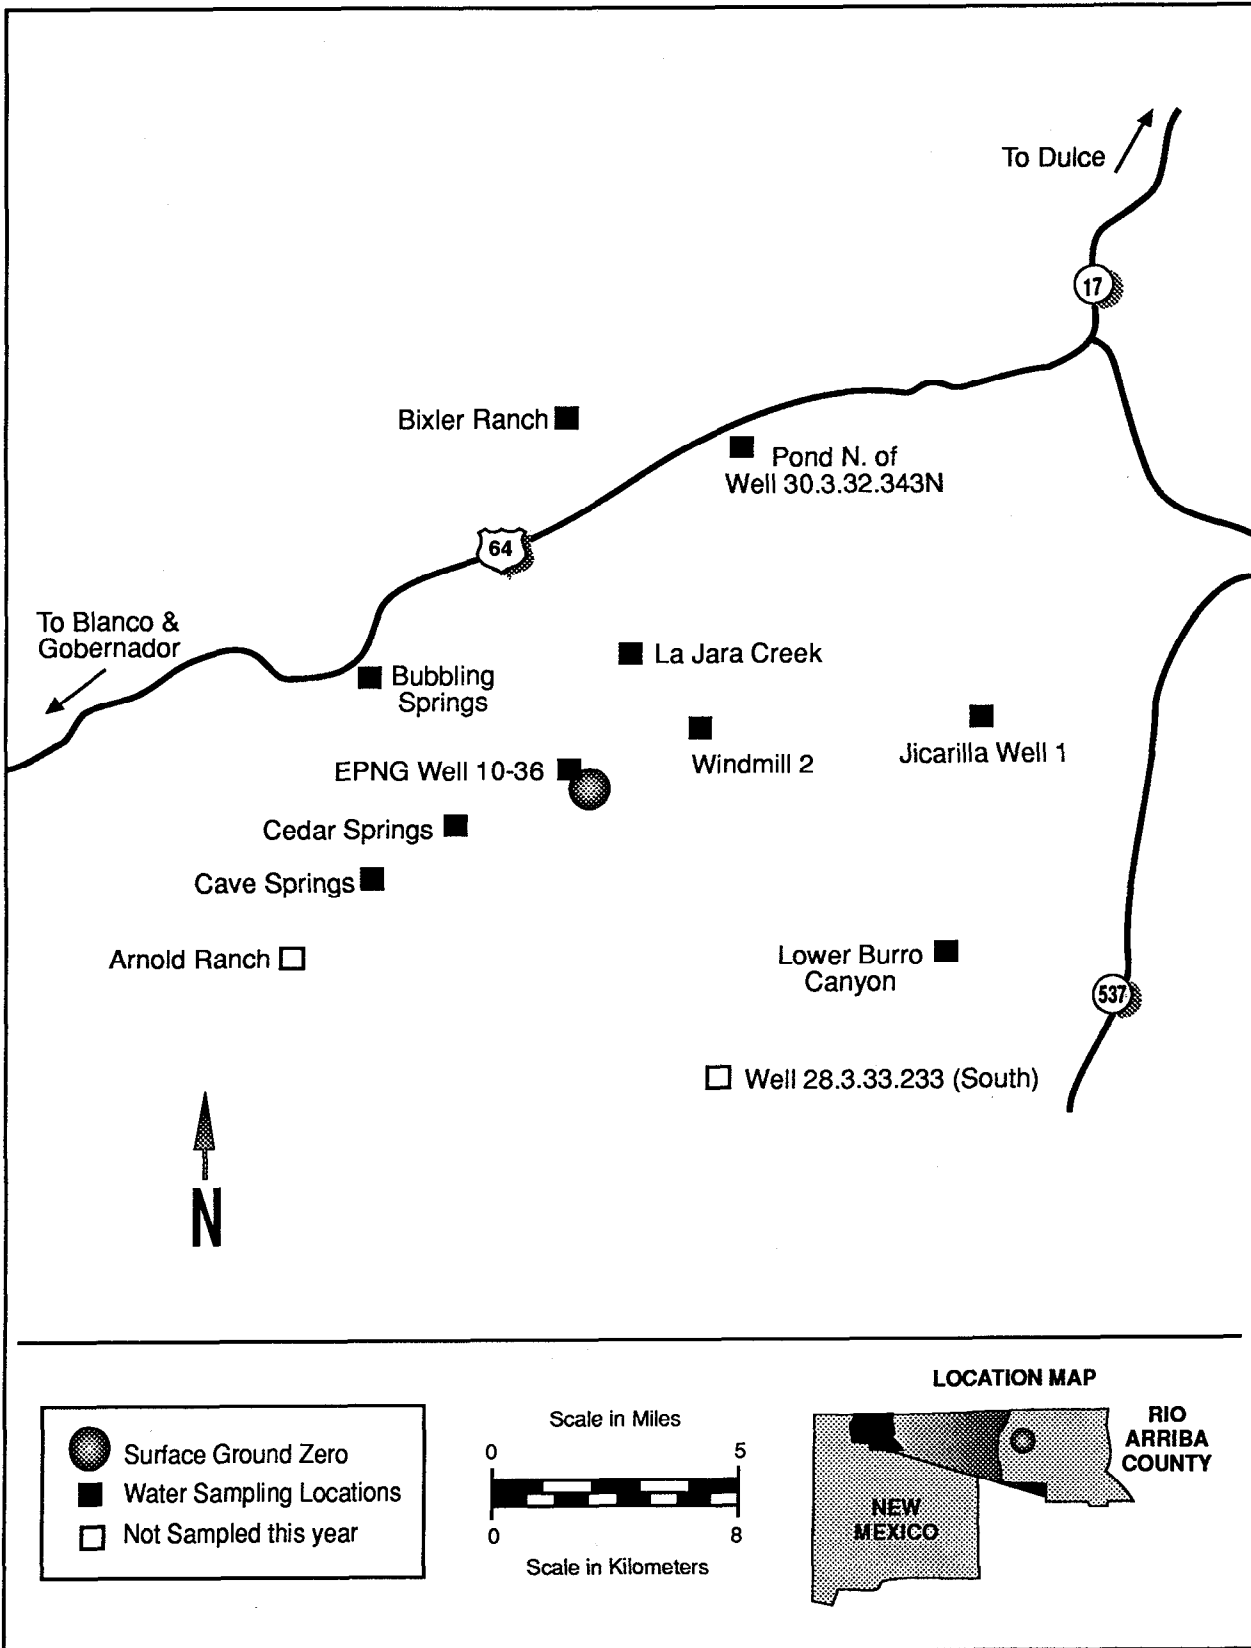 To Dulce
17
Bixler Ranch
Pond N. of
Well 30.3.32.343N
64
To Blanco &
Gobernador
La Jara Creek
Bubbling
Springs
Windmill 2
Jicarilla Well 1
EPNG Well 10-36
Cedar Springs
Cave Springs
Arnold Ranch
Lower Burro
Canyon
537
Well 28.3.33.233 (South)
N
Surface Ground Zero
Water Sampling Locations
Not Sampled this year
Scale in Miles
0 5
0 8
Scale in Kilometers
LOCATION MAP
RIO
ARRIBA
COUNTY
NEW
MEXICO